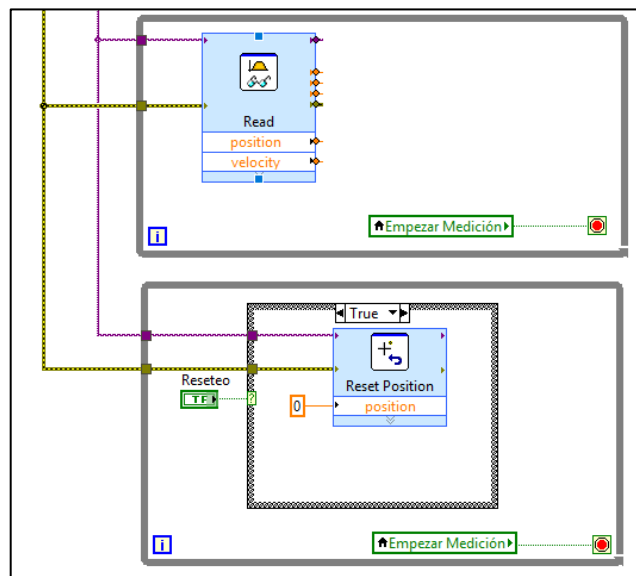 Read
position
velocity
i
Empezar Medición
True
Reset Position
Reseteo
TF
?
0
position
i
Empezar Medición